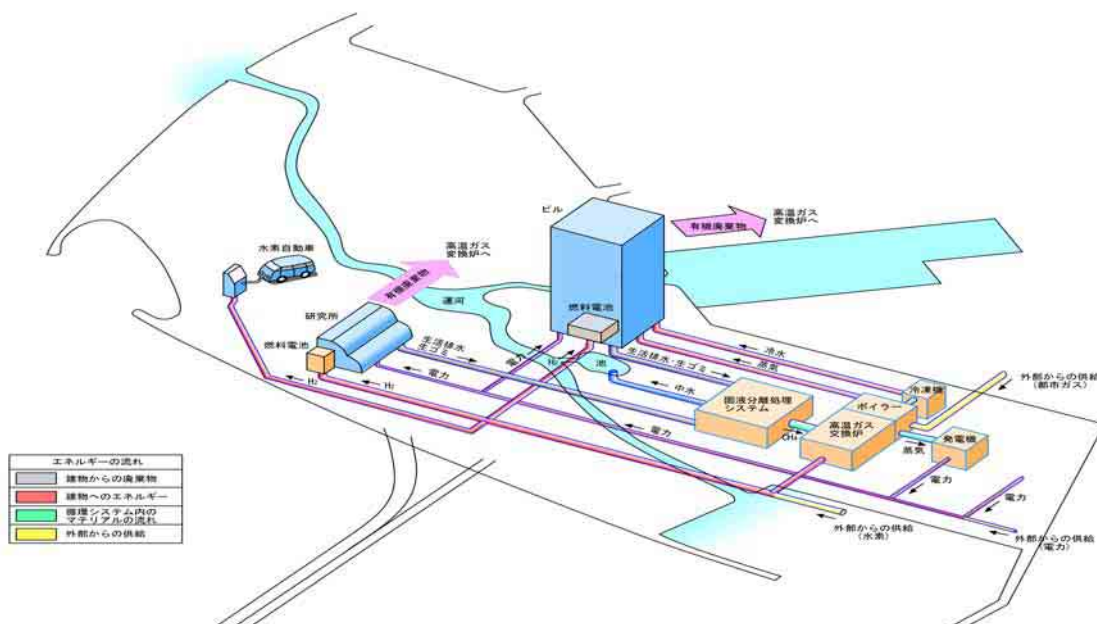 ビル
有機廃棄物
高温ガス
変換炉へ
水素自動車
高温ガス
変換炉へ
有機廃棄物
運河
研究所
燃料電池
燃料電池
生活排水
生ゴミ
電力
H₂
池
生活排水・生ゴミ
冷水
蒸気
H₂
H₂
電力
中水
電力
固液分離処理
システム
CH₄
ボイラー
高温ガス
交換炉
冷凍機
外部からの供給
(都市ガス)
発電機
蒸気
電力
電力
外部からの供給
(水素)
外部からの供給
(電力)
エネルギーの流れ
建物からの廃棄物
建物へのエネルギー
循環システム内の
マテリアルの流れ
外部からの供給